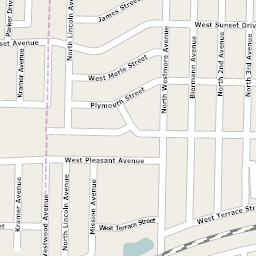 Parker Drive
North Lincoln Avenue
James Street
West Sunset Drive
set Avenue
Kramer Avenue
West Merle Street
Plymouth Street
North Westmore Avenue
Biermann Avenue
North 2nd Avenue
North 3rd Avenue
West Pleasant Avenue
Kramer Avenue
Westwood Avenue
North Lincoln Avenue
Mission Avenue
West Terrace Street
West Terrace Street